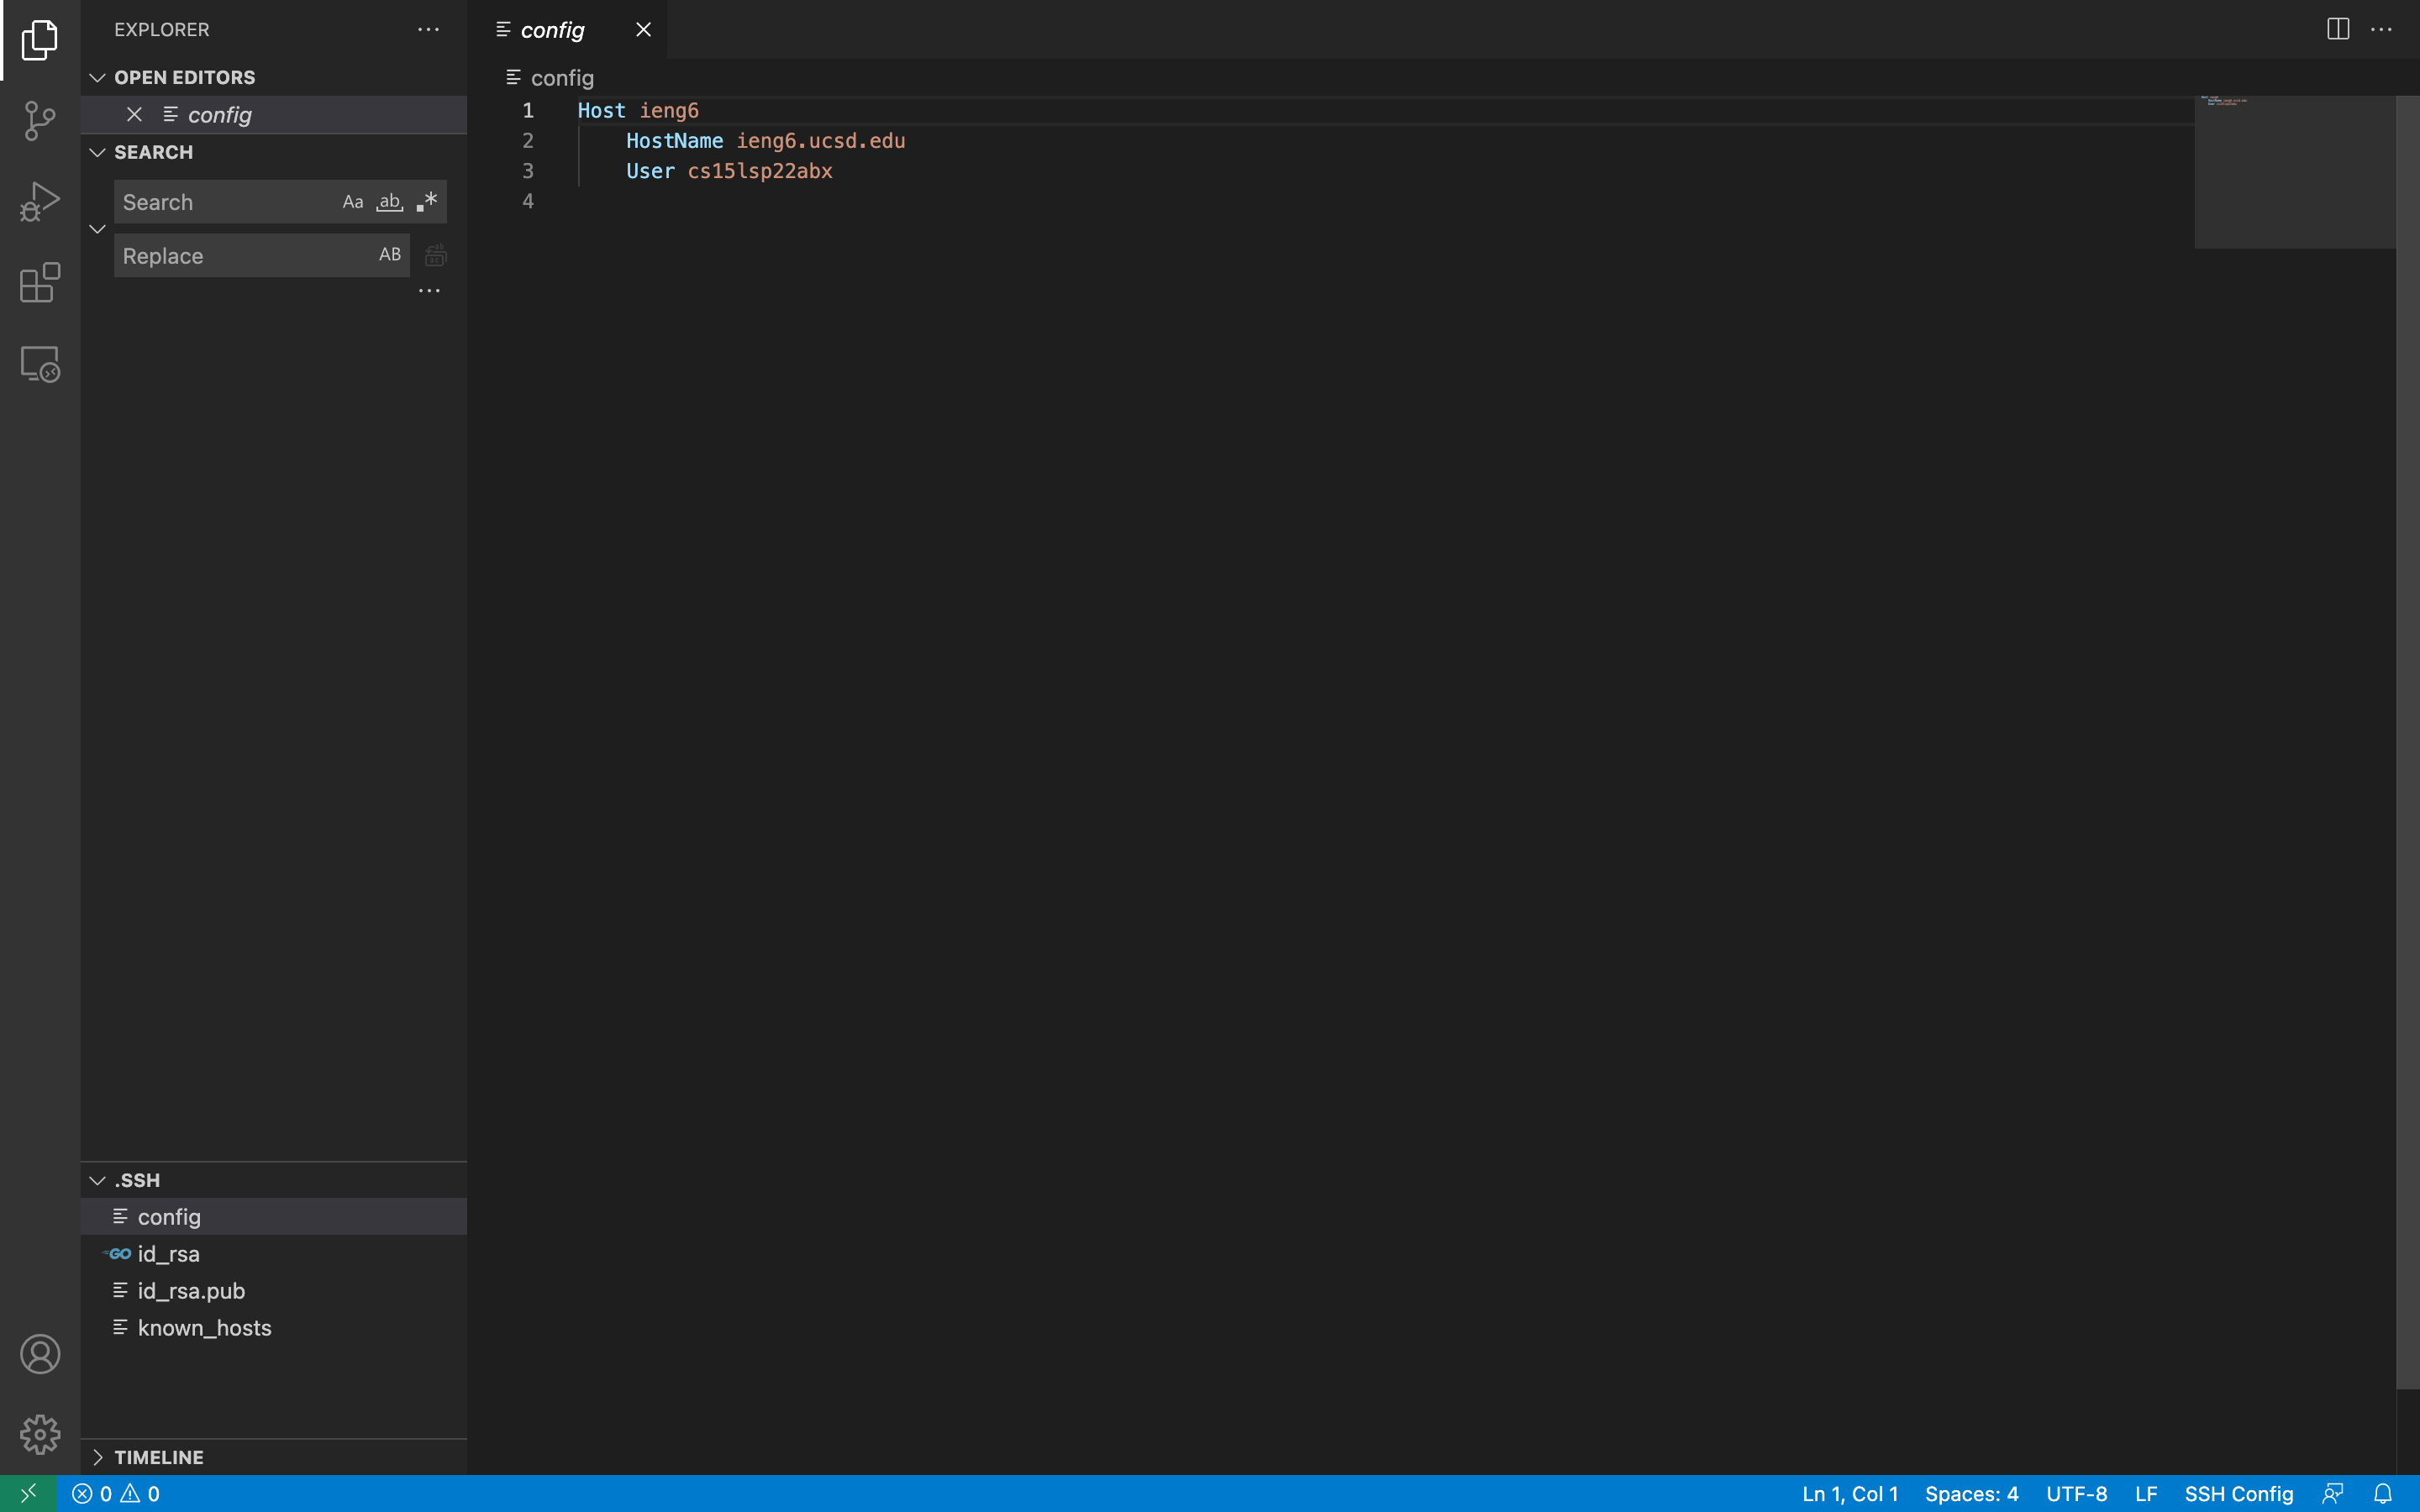 EXPLORER
OPEN EDITORS
config
SEARCH
Search
Aa
ab
Replace
AB
.SSH
config
GO id_rsa
id_rsa.pub
known_hosts
TIMELINE
config
config
1 Host ieng6
2 HostName ieng6.ucsd.edu
3 User cs15lsp22abx
4
0 0
Ln 1, Col 1
Spaces: 4
UTF-8
LF
SSH Config